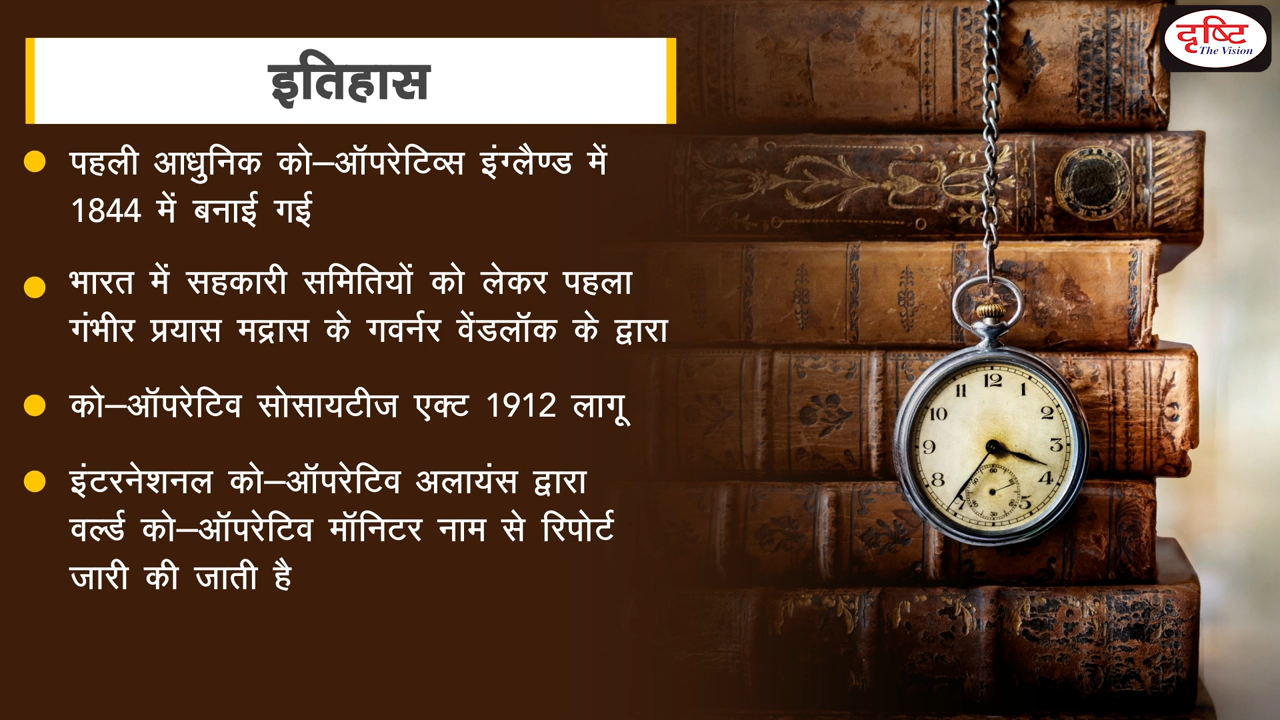 इतिहास
पहली आधुनिक को–ऑपरेटिव्स इंग्लैण्ड में
1844 में बनाई गई
भारत में सहकारी समितियों को लेकर पहला
गंभीर प्रयास मद्रास के गवर्नर वेंडलॉक के द्वारा
को–ऑपरेटिव सोसायटीज एक्ट 1912 लागू
इंटरनेशनल को–ऑपरेटिव अलायंस द्वारा
वर्ल्ड को–ऑपरेटिव मॉनिटर नाम से रिपोर्ट
जारी की जाती है
दृष्टि
The Vision
12
1
2
3
4
5
7
8
9
10
11